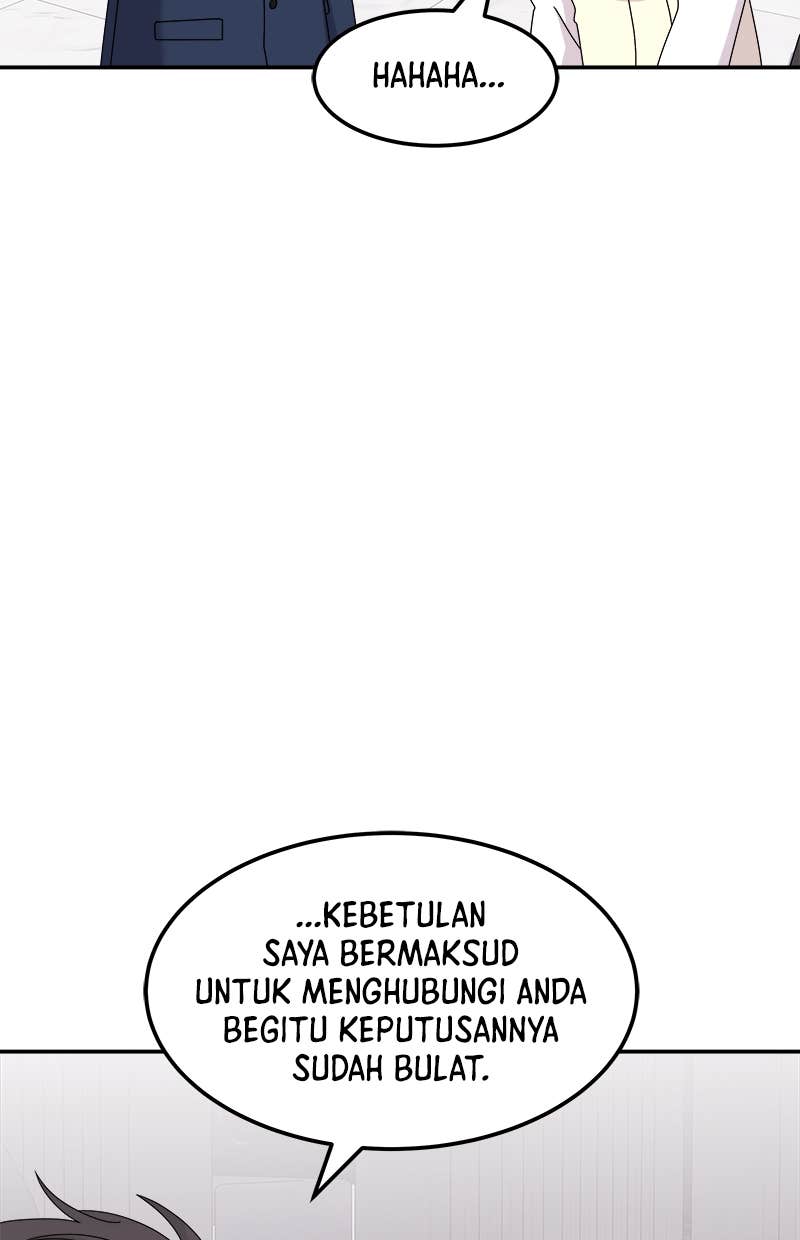 HAHAHA...
...KEBETULAN
SAYA BERMAKSUD
UNTUK MENGHUBUNGI ANDA
BEGITU KEPUTUSANNYA
SUDAH BULAT.